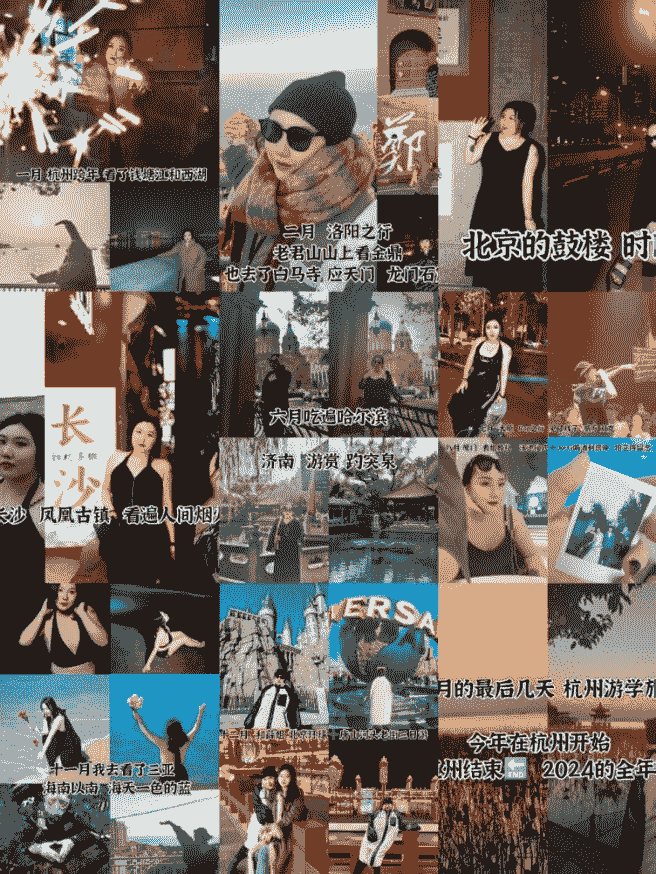 一月 杭州跨年 看了钱塘江和西湖
二月 洛阳之行
老君山山上看金鼎
也去了白马寺 应天门 龙门石
鄭
北京的鼓楼 时
长沙
长沙 凤凰古镇 看遍人间烟火
六月吃遍哈尔滨
济南 游赏 趵突泉
十一月我去看了三亚
海南以南 海天一色的蓝
VERSA
月的最后几天 杭州游学
今年在杭州开始
州结束 END 2024的全年